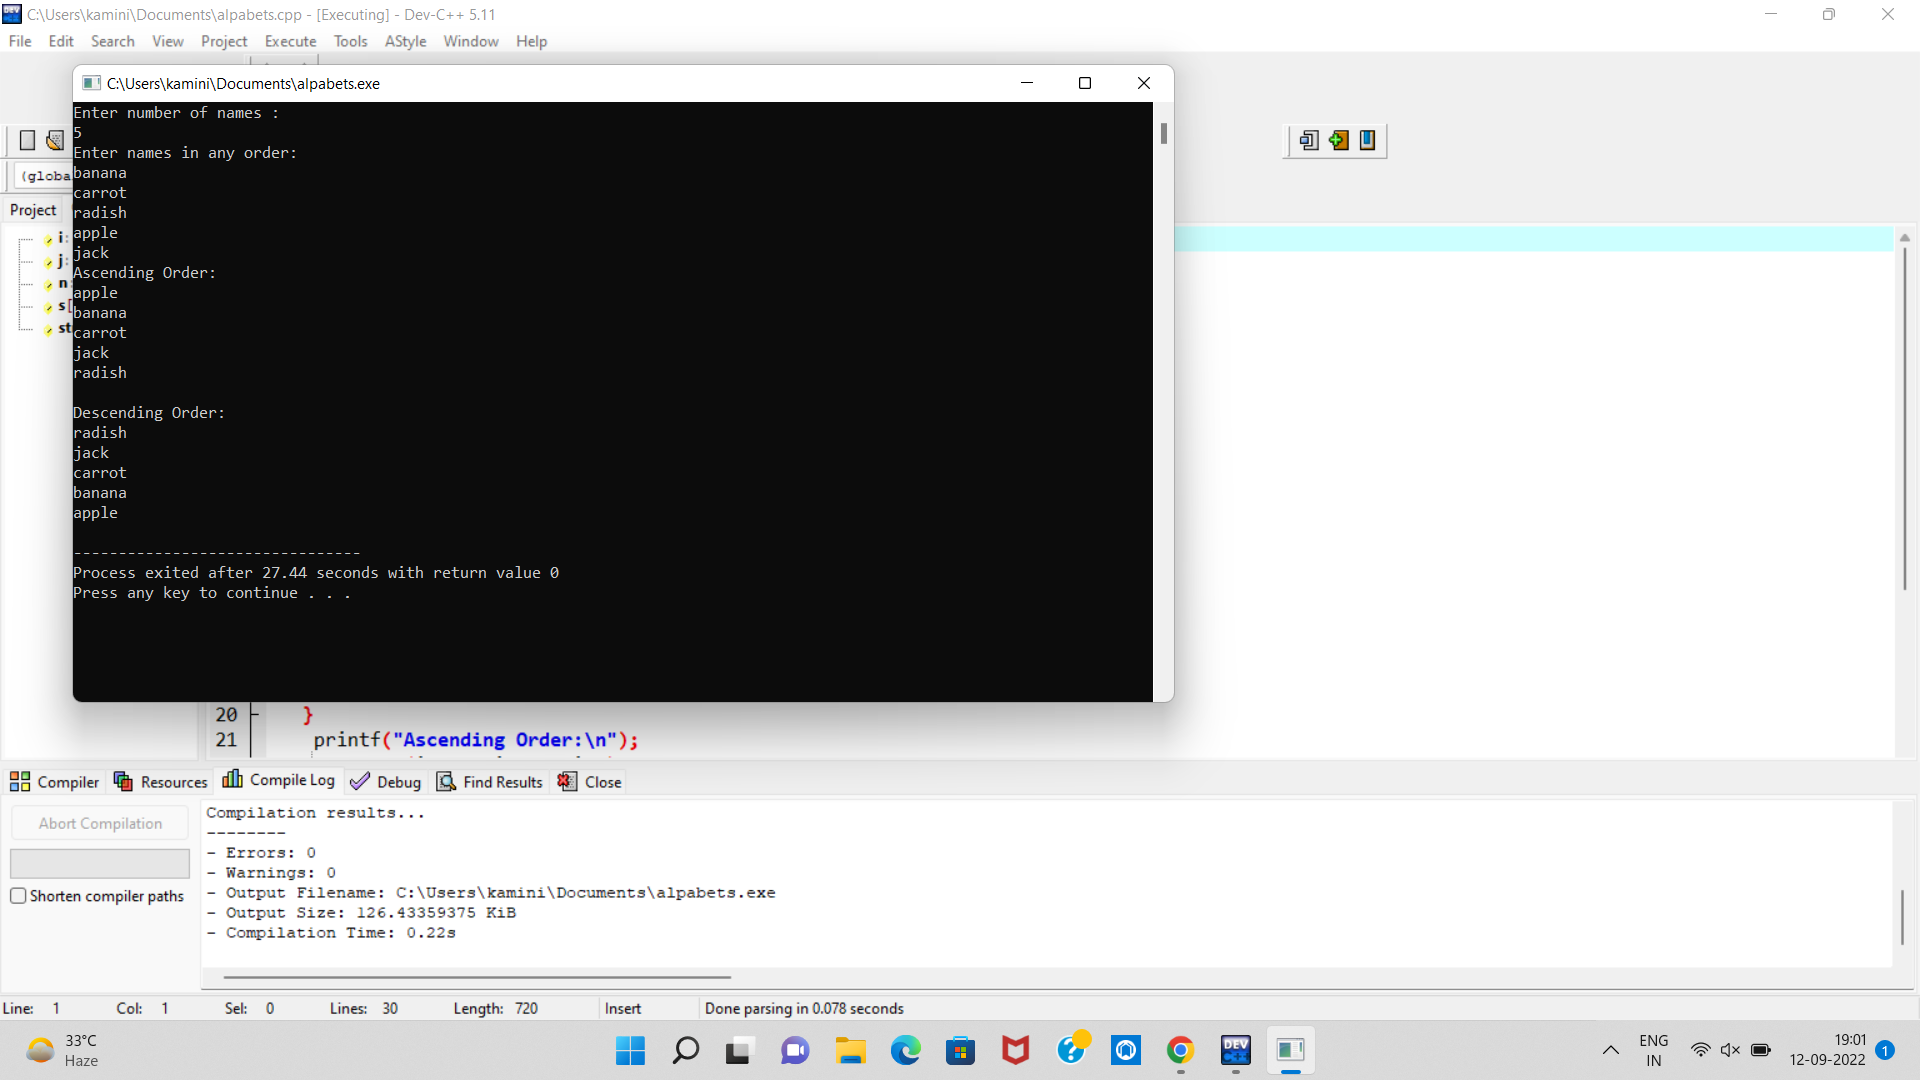 C:\Users\kamini\Documents\alpabets.cpp - [Executing] - Dev-C++ 5.11
File Edit Search View Project Execute Tools AStyle Window Help
C:\Users\kamini\Documents\alpabets.exe
Enter number of names :
5
Enter names in any order:
banana
carrot
radish
apple
jack
Ascending Order:
apple
banana
carrot
jack
radish
Descending Order:
radish
jack
carrot
banana
apple
--------------------------------
Process exited after 27.44 seconds with return value 0
Press any key to continue . . .
(globa
Project
i:
j:
n
s[
st
20 }
21 printf("Ascending Order:\n");
Compiler Resources Compile Log Debug Find Results Close
Abort Compilation
Shorten compiler paths
Compilation results...
--------
- Errors: 0
- Warnings: 0
- Output Filename: C:\Users\kamini\Documents\alpabets.exe
- Output Size: 126.43359375 KiB
- Compilation Time: 0.22s
Line: 1 Col: 1 Sel: 0 Lines: 30 Length: 720 Insert Done parsing in 0.078 seconds
33°C
Haze
DEV
C++
ENG
IN
19:01
12-09-2022
1